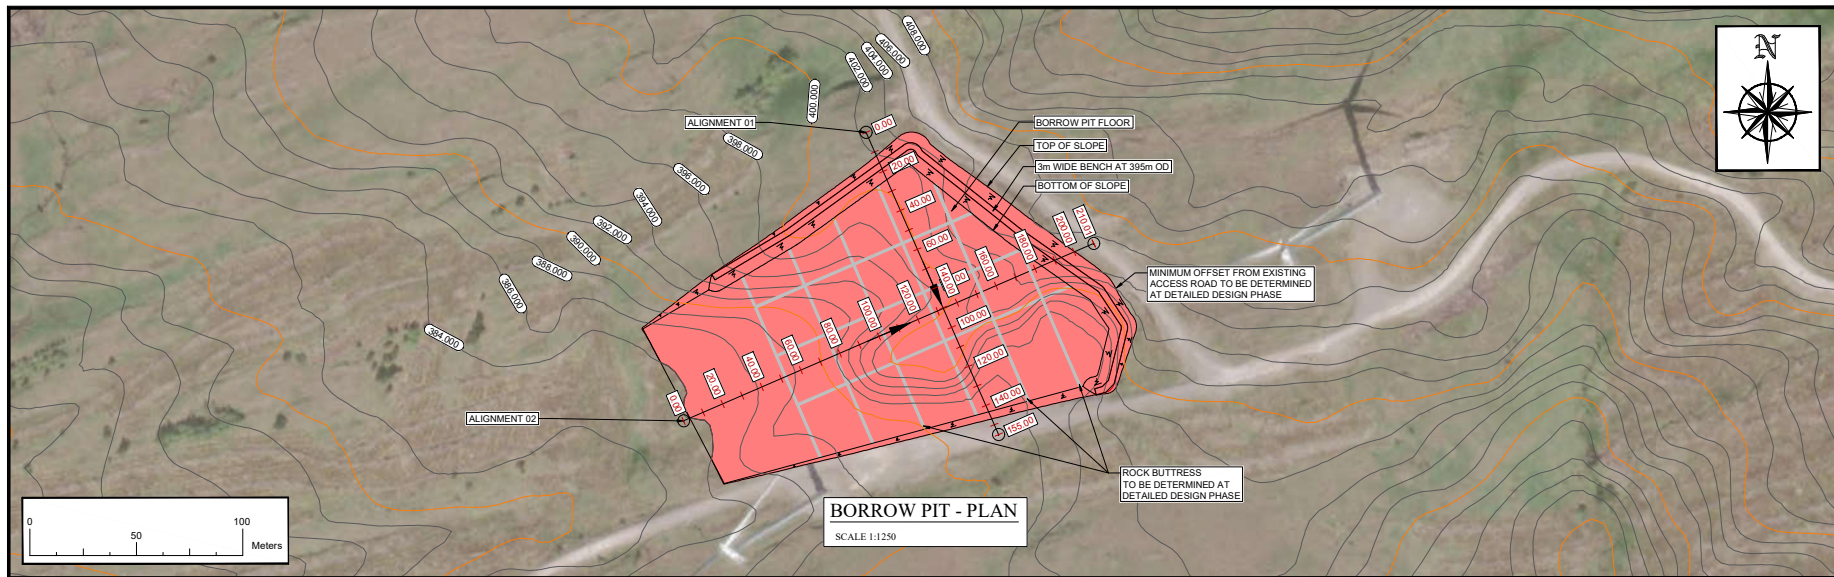 408.000
406.000
404.000
402.000
400.000
398.000
396.000
394.000
392.000
390.000
388.000
386.000
384.000
N
ALIGNMENT 01
0.00
20.00
40.00
60.00
100.00
120.00
140.00
155.00
BORROW PIT FLOOR
TOP OF SLOPE
3m WIDE BENCH AT 395m OD
BOTTOM OF SLOPE
ALIGNMENT 02
0.00
20.00
40.00
60.00
80.00
100.00
120.00
140.00
160.00
180.00
200.00
210.01
MINIMUM OFFSET FROM EXISTING
ACCESS ROAD TO BE DETERMINED
AT DETAILED DESIGN PHASE
ROCK BUTTRESS
TO BE DETERMINED AT
DETAILED DESIGN PHASE
BORROW PIT - PLAN
SCALE 1:1250
0
50
100
Meters